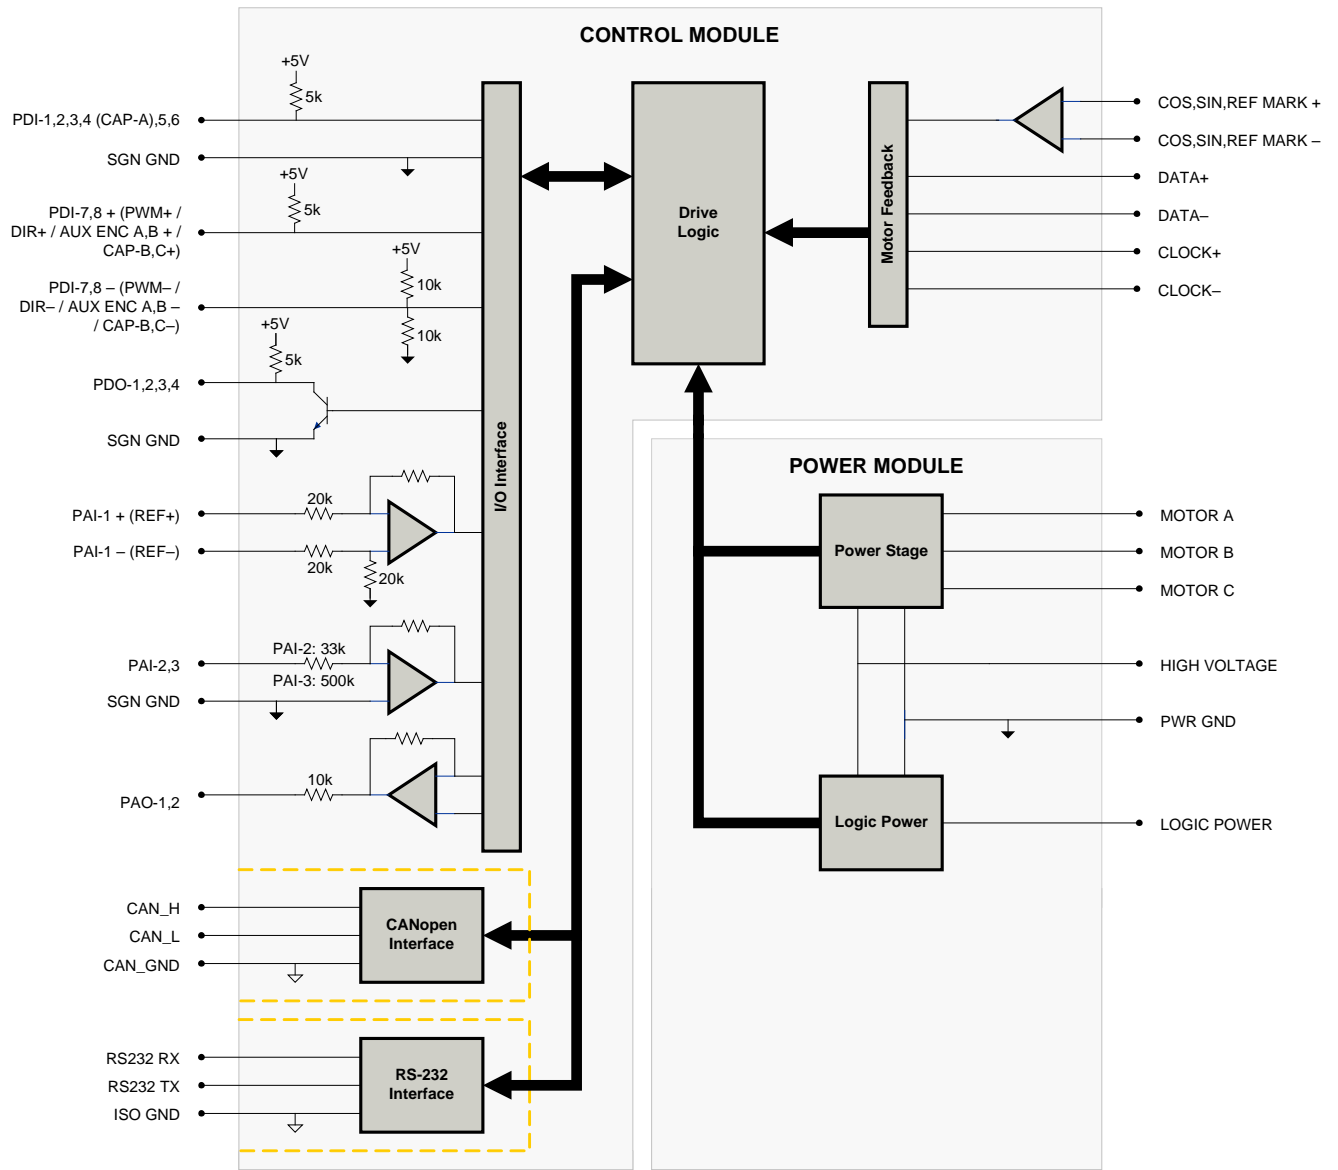 CONTROL MODULE
+5V
5k
PDI-1,2,3,4 (CAP-A),5,6
SGN GND
+5V
5k
PDI-7,8 + (PWM+ /
DIR+ / AUX ENC A,B + /
CAP-B,C+)
+5V
10k
PDI-7,8 – (PWM– /
DIR– / AUX ENC A,B –
/ CAP-B,C–)
10k
+5V
5k
PDO-1,2,3,4
SGN GND
20k
PAI-1 + (REF+)
PAI-1 – (REF–)
20k
20k
PAI-2: 33k
PAI-2,3
PAI-3: 500k
SGN GND
10k
PAO-1,2
I/O Interface
Drive
Logic
Motor Feedback
COS,SIN,REF MARK +
COS,SIN,REF MARK –
DATA+
DATA–
CLOCK+
CLOCK–
CAN_H
CAN_L
CAN_GND
CANopen
Interface
RS232 RX
RS232 TX
ISO GND
RS-232
Interface
POWER MODULE
Power Stage
MOTOR A
MOTOR B
MOTOR C
HIGH VOLTAGE
PWR GND
Logic Power
LOGIC POWER